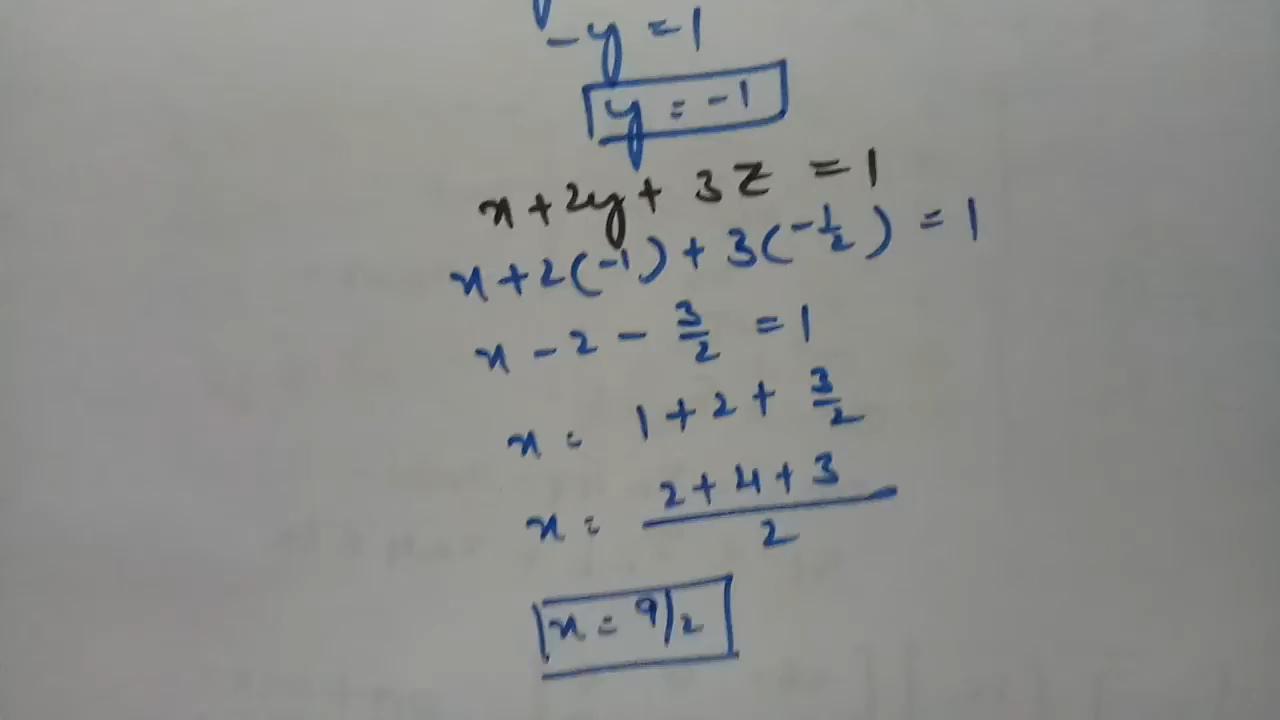 -y = 1
y = -1
x + 2y + 3z = 1
x + 2(-1) + 3(-1/2) = 1
x - 2 - 3/2 = 1
x = 1 + 2 + 3/2
x = (2 + 4 + 3)/2
x = 9/2